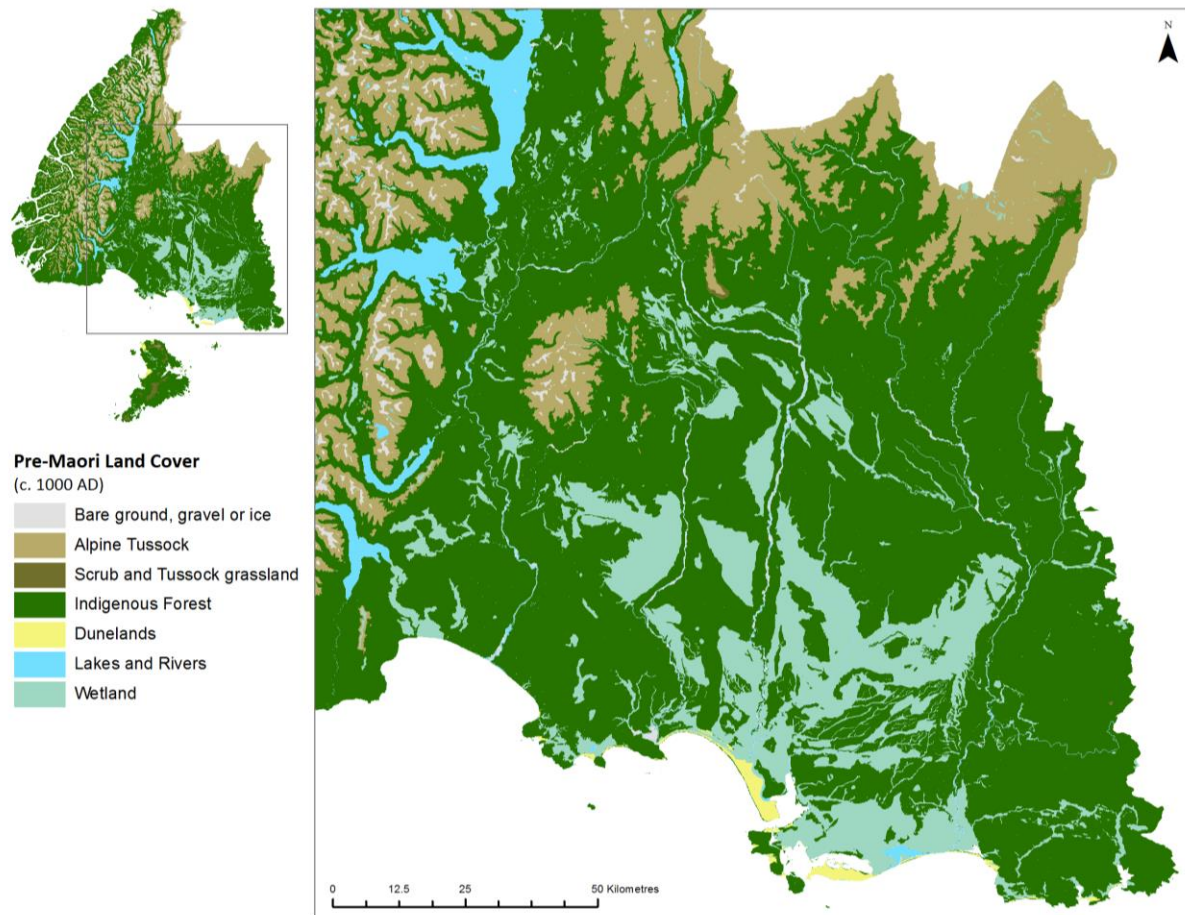 N
Pre-Maori Land Cover
(c. 1000 AD)
Bare ground, gravel or ice
Alpine Tussock
Scrub and Tussock grassland
Indigenous Forest
Dunelands
Lakes and Rivers
Wetland
0 12.5 25 50 Kilometres